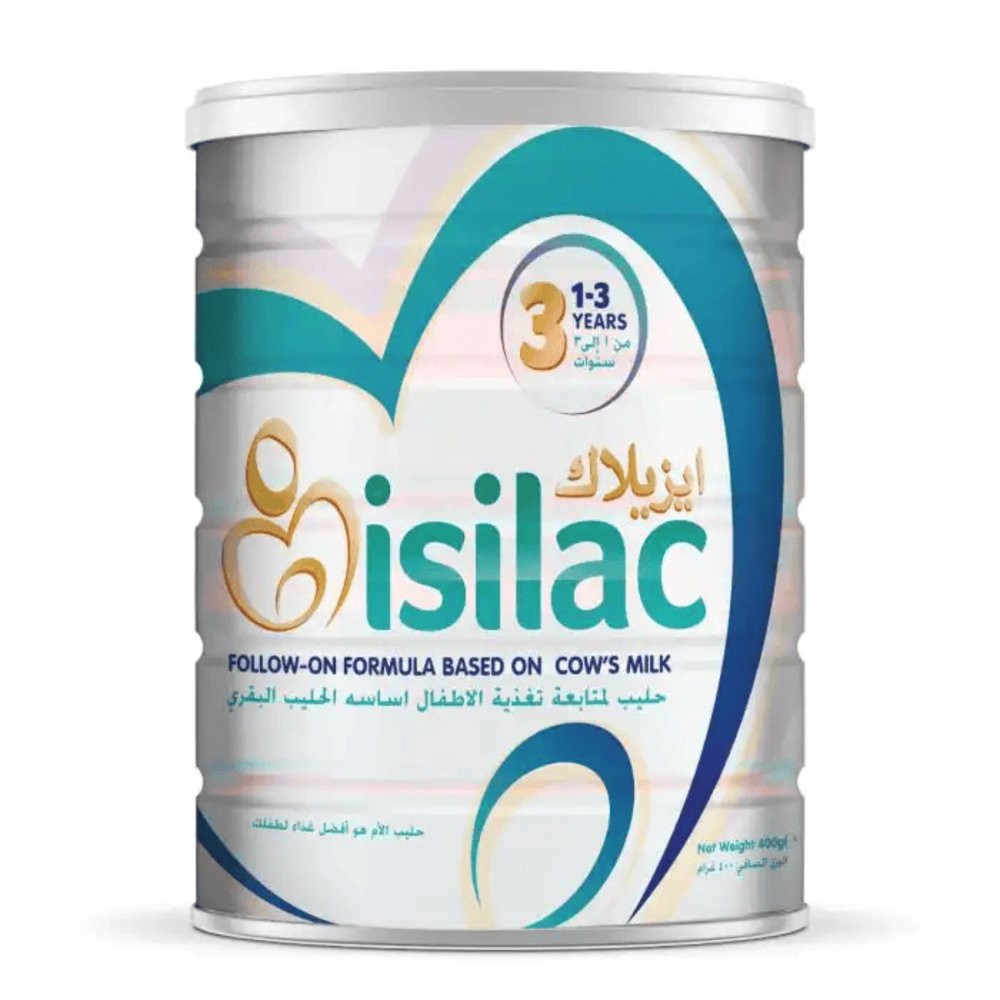 3
1-3
YEARS
من ١ إلى ٣
سنوات
ايزيلاك
isilac
FOLLOW-ON FORMULA BASED ON COW'S MILK
حليب لمتابعة تغذية الاطفال اساسه الحليب البقري
حليب الأم هو أفضل غذاء لطفلك
Net Weight: 400g
الوزن الصافي: ٤٠٠ غرام